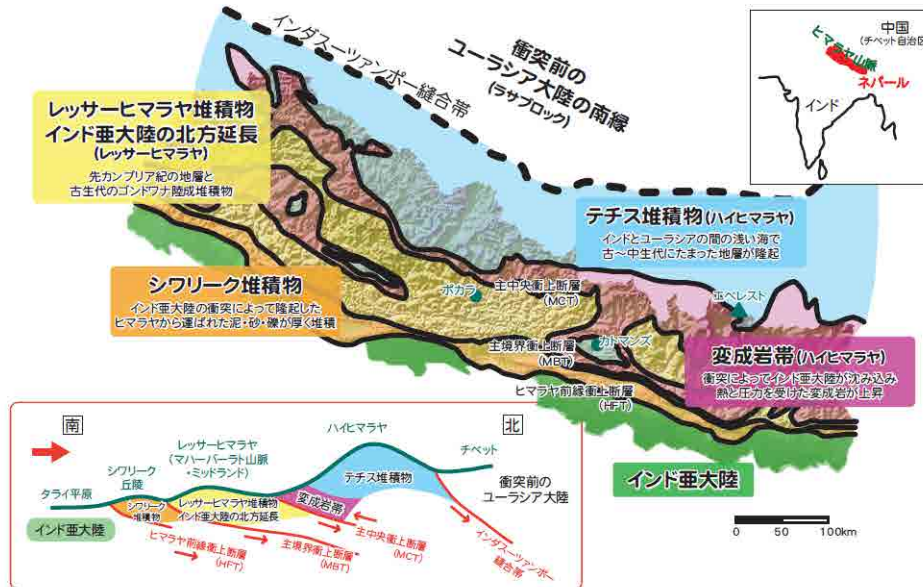 インダスーツァンポー縫合帯
衝突前の
ユーラシア大陸の南縁
(ラサブロック)
中国
(チベット自治区)
ヒマラヤ山脈
ネパール
インド
レッサーヒマラヤ堆積物
インド亜大陸の北方延長
(レッサーヒマラヤ)
先カンブリア紀の地層と
古生代のゴンドワナ陸成堆積物
テチス堆積物(ハイヒマラヤ)
インドとユーラシアの間の浅い海で
古〜中生代にたまった地層が隆起
シワリーク堆積物
インド亜大陸の衝突によって隆起した
ヒマラヤから運ばれた泥・砂・礫が厚く堆積
ポカラ
主中央衝上断層
(MCT)
エベレスト
主境界衝上断層
(MBT)
カトマンズ
変成岩帯(ハイヒマラヤ)
衝突によってインド亜大陸が沈み込み
熱と圧力を受けた変成岩が上昇
ヒマラヤ前縁衝上断層
(HFT)
インド亜大陸
0
100km
南
北
ハイヒマラヤ
レッサーヒマラヤ
(マハーバーラト山脈
・ミッドランド)
チベット
シワリーク
丘陵
タライ平原
テチス堆積物
衝突前の
ユーラシア大陸
変成岩帯
シワリーク
堆積物
レッサーヒマラヤ堆積物
インド亜大陸の北方延長
インド亜大陸
ヒマラヤ前縁衝上断層
(HFT)
主境界衝上断層
(MBT)
主中央衝上断層
(MCT)
インダスーツァンポー
縫合帯